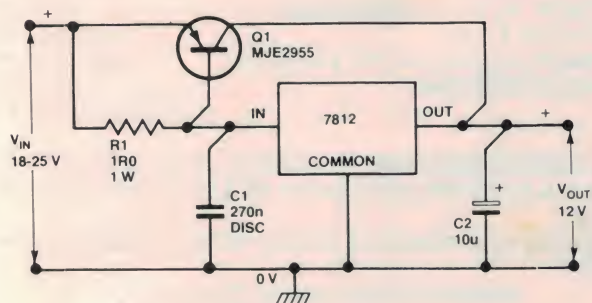 +
Q1
MJE2955
V_IN
18-25 V
R1
1R0
1 W
IN
7812
OUT
COMMON
+
C1
270n
DISC
+
C2
10u
V_OUT
12 V
0 V